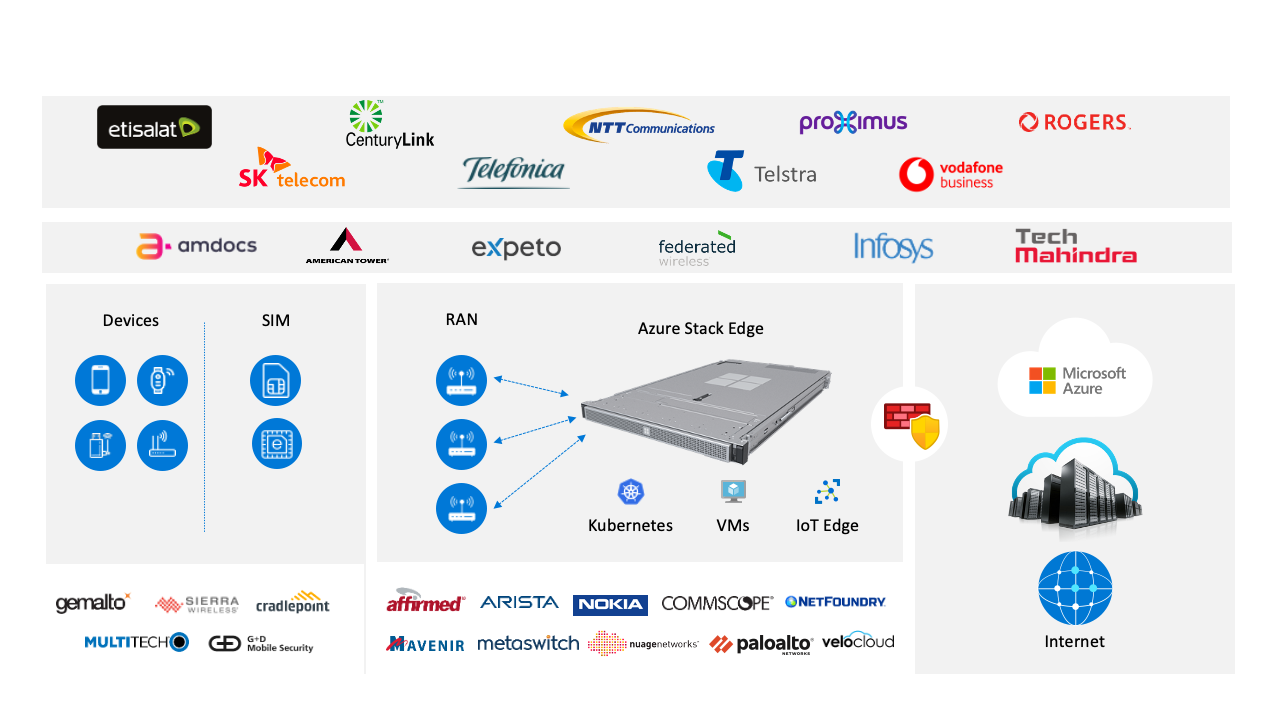 etisalat
CenturyLink
NTT Communications
proximus
ROGERS
SK telecom
Telefónica
Telstra
vodafone
business
amdocs
AMERICAN TOWER
expeto
federated
wireless
Infosys
Tech
Mahindra
Devices
SIM
RAN
Azure Stack Edge
Microsoft
Azure
Kubernetes
VMs
IoT Edge
Internet
gemalto
SIERRA
WIRELESS
cradlepoint
MULTITECH
G+D
Mobile Security
affirmed
ARISTA
NOKIA
COMMSCOPE
NETFOUNDRY
MAVENIR
metaswitch
nuagenetworks
paloalto
NETWORKS
velocloud